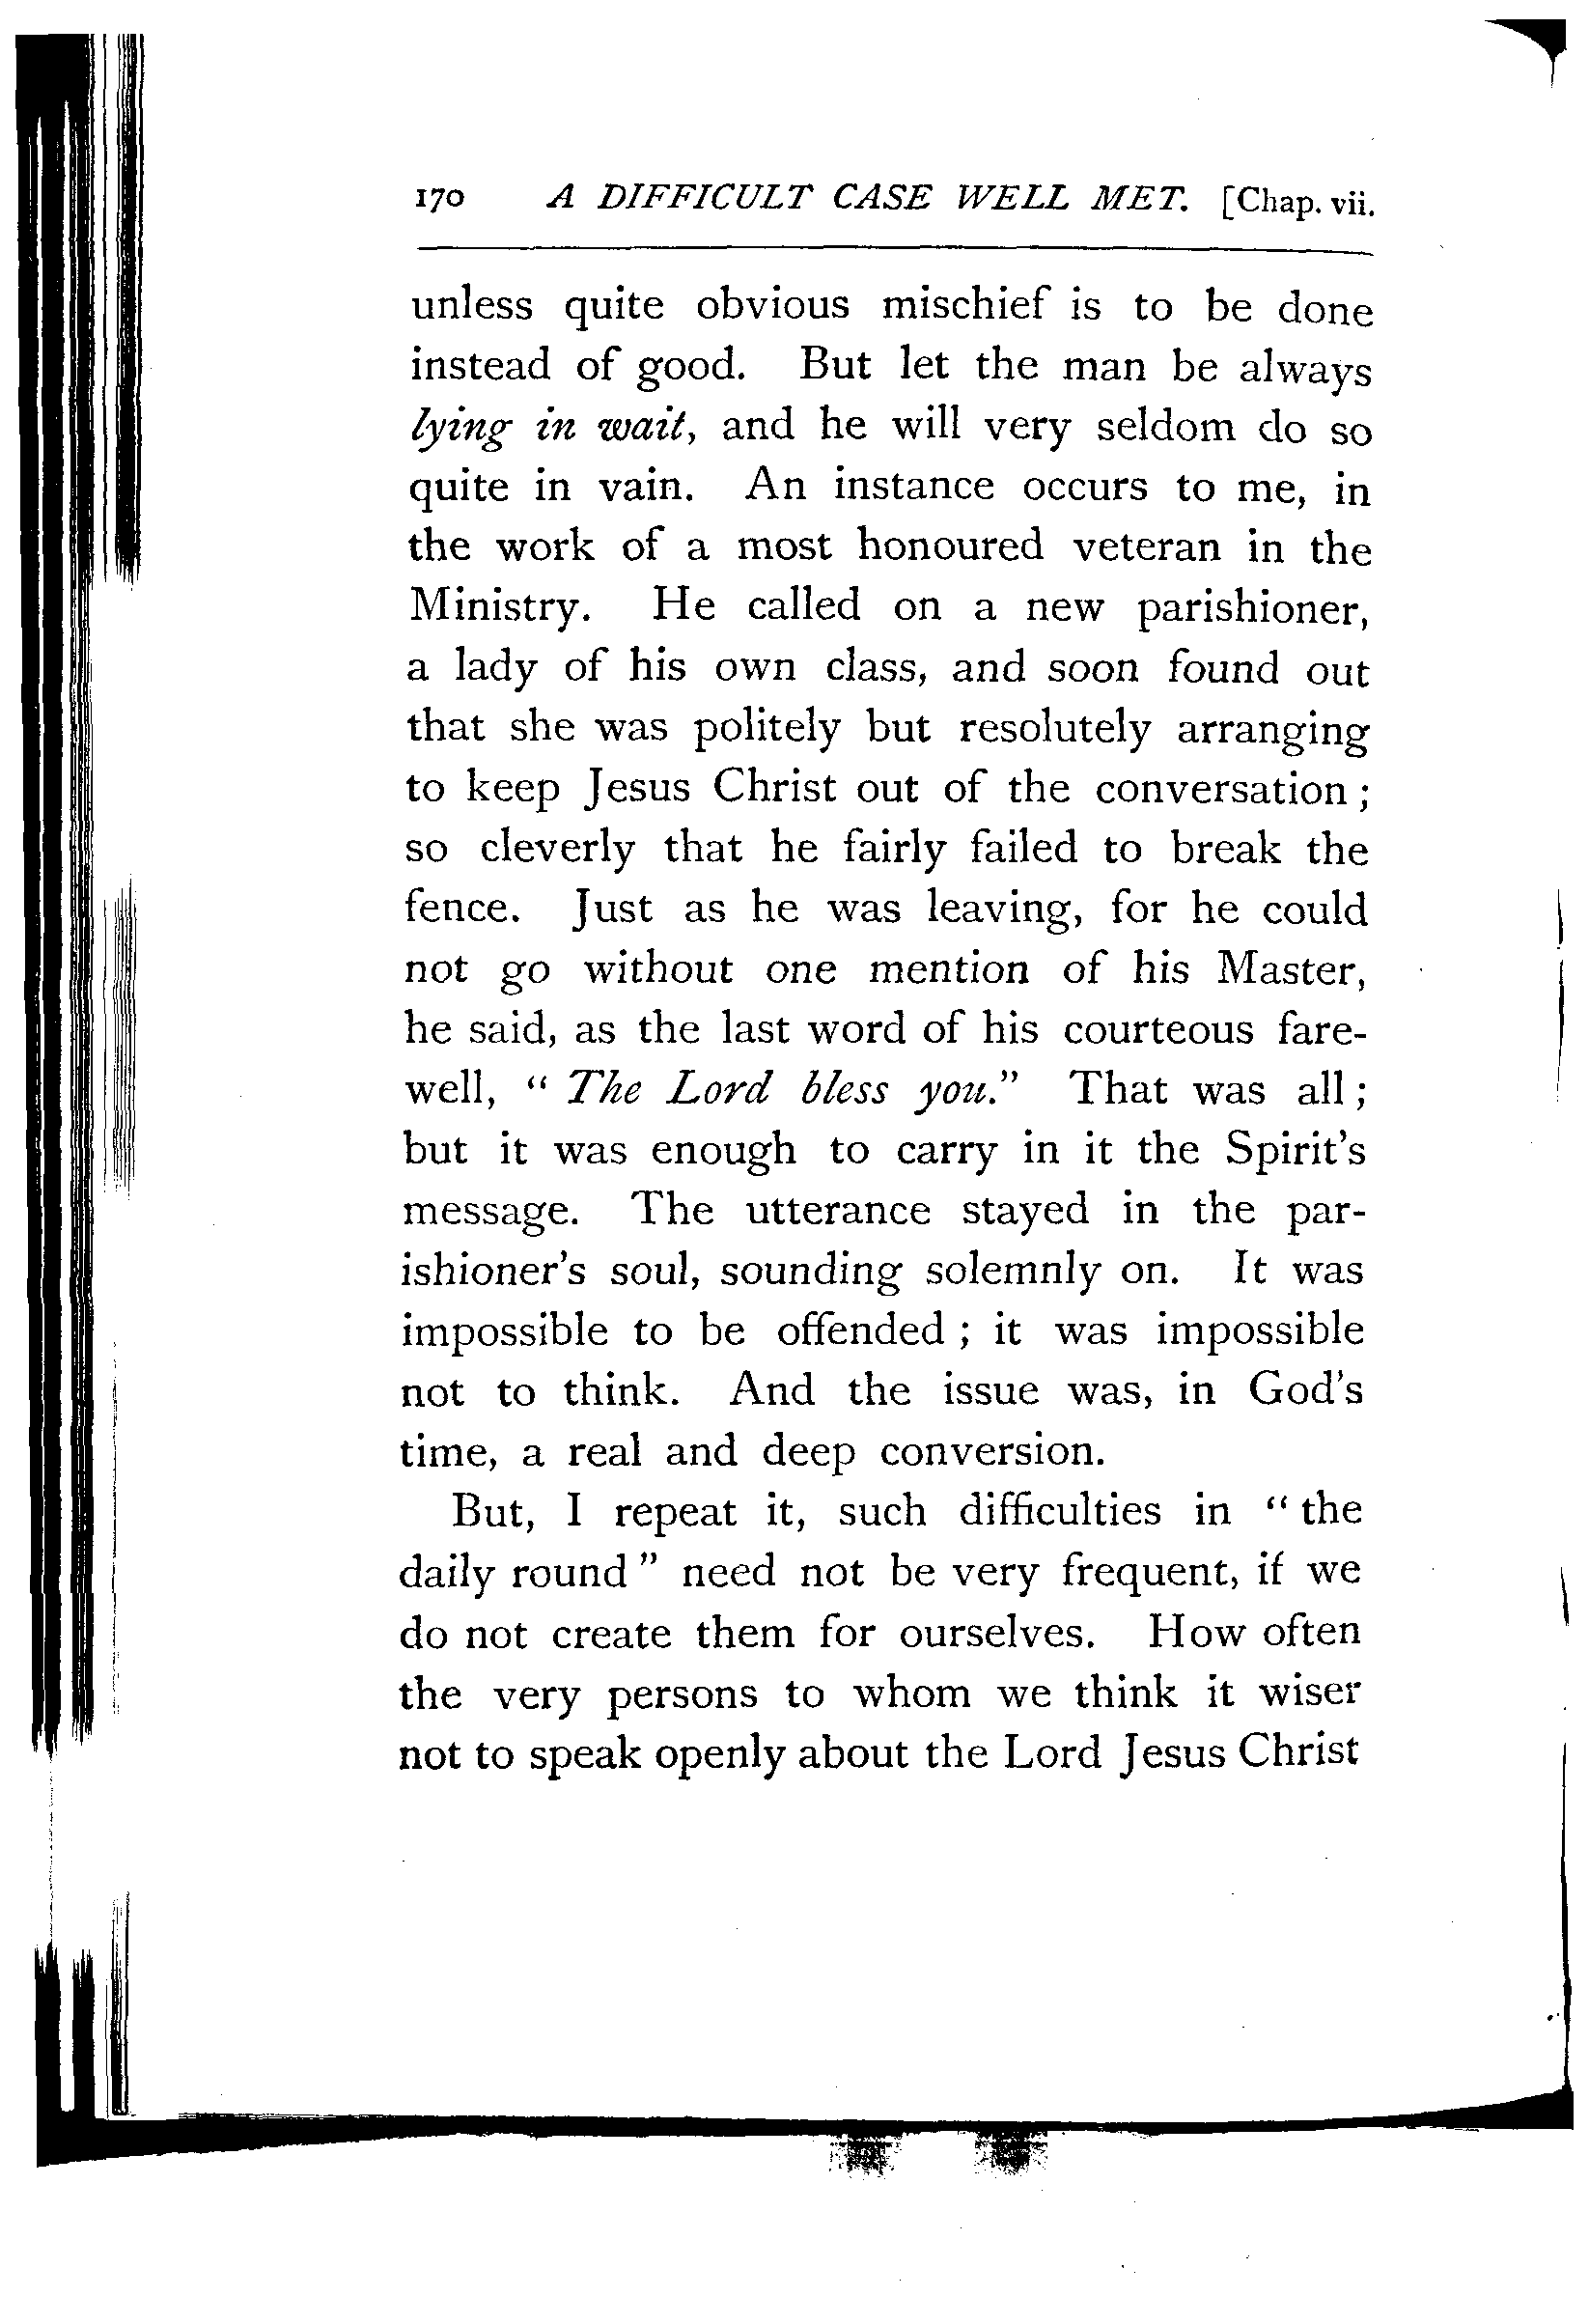 170 A DIFFICULT CASE WELL MET. [Chap. vii.
unless quite obvious mischief is to be done
instead of good. But let the man be always
lying in wait, and he will very seldom do so
quite in vain. An instance occurs to me, in
the work of a most honoured veteran in the
Ministry. He called on a new parishioner,
a lady of his own class, and soon found out
that she was politely but resolutely arranging
to keep Jesus Christ out of the conversation ;
so cleverly that he fairly failed to break the
fence. Just as he was leaving, for he could
not go without one mention of his Master,
he said, as the last word of his courteous fare-
well, " The Lord bless you." That was all ;
but it was enough to carry in it the Spirit's
message. The utterance stayed in the par-
ishioner's soul, sounding solemnly on. It was
impossible to be offended ; it was impossible
not to think. And the issue was, in God's
time, a real and deep conversion.
But, I repeat it, such difficulties in " the
daily round " need not be very frequent, if we
do not create them for ourselves. How often
the very persons to whom we think it wiser
not to speak openly about the Lord Jesus Christ